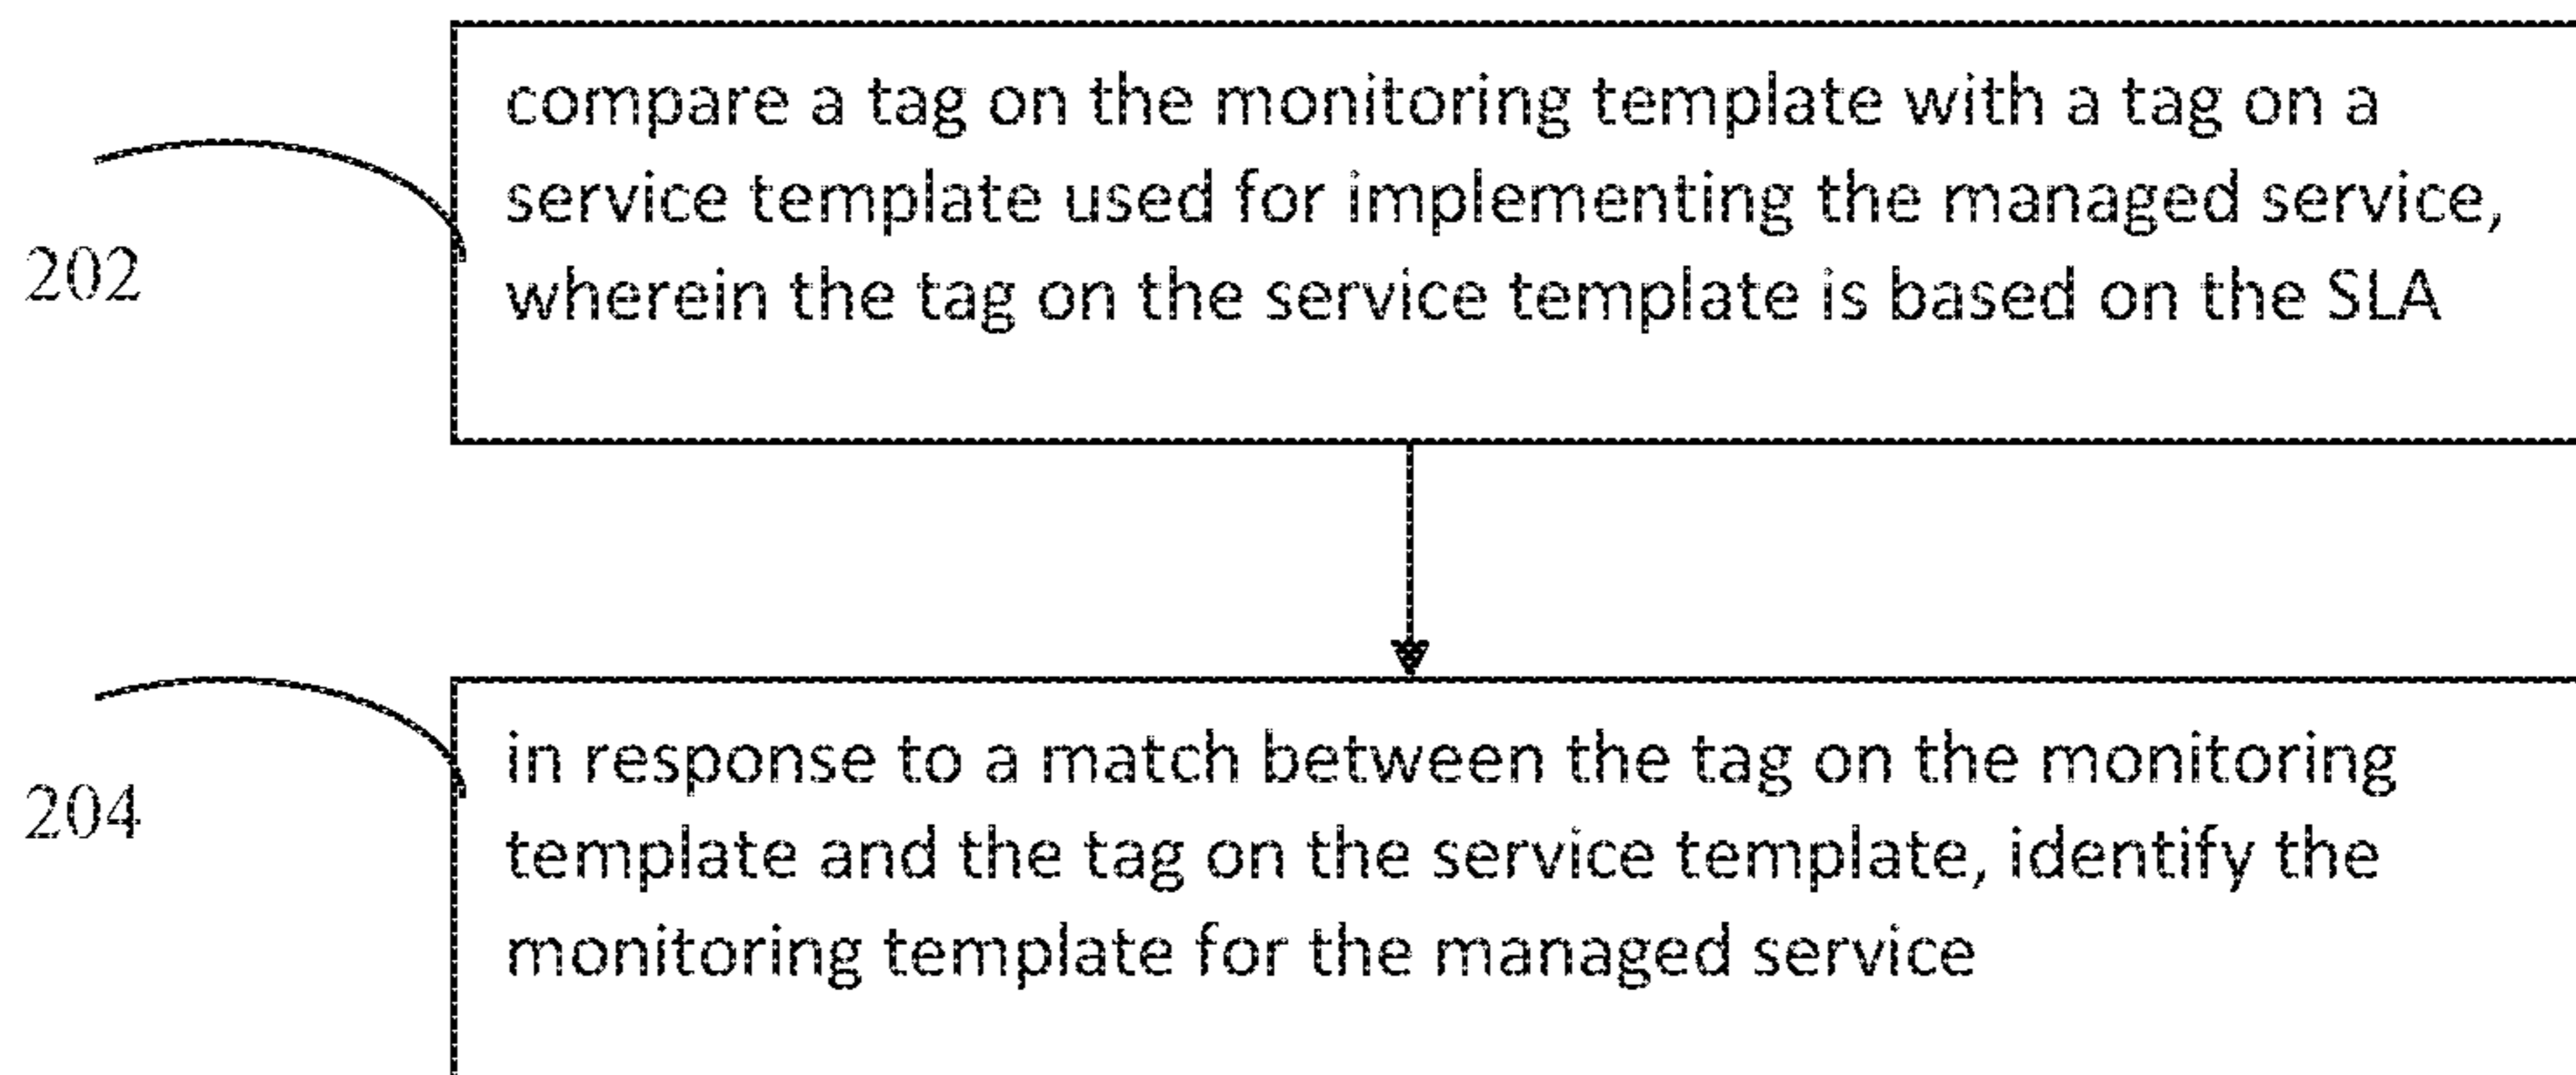 compare a tag on the monitoring template with a tag on a
service template used for implementing the managed service,
wherein the tag on the service template is based on the SLA
202
in response to a match between the tag on the monitoring
template and the tag on the service template, identify the
monitoring template for the managed service
204